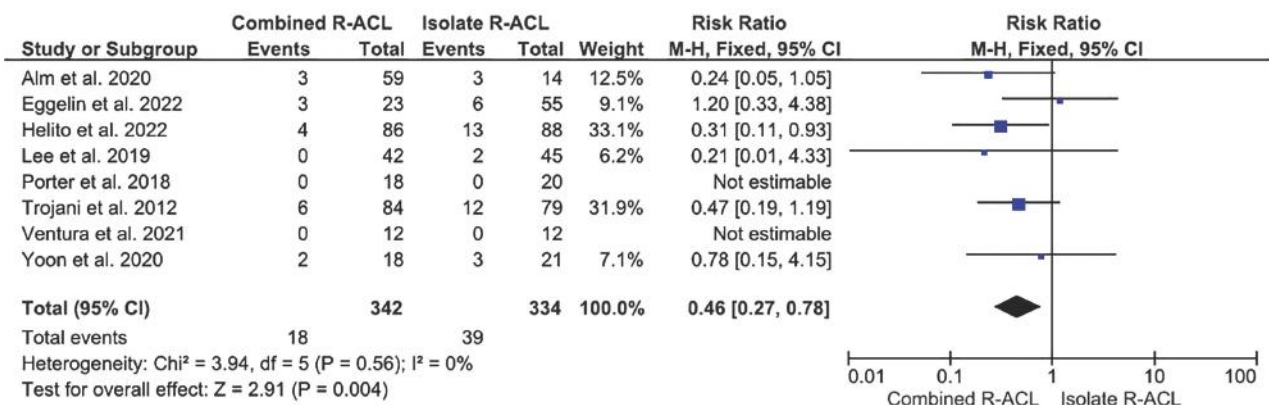 Combined R-ACL Isolate R-ACL Risk Ratio Risk Ratio
Study or Subgroup Events Total Events Total Weight M-H, Fixed, 95% CI M-H, Fixed, 95% CI
Alm et al. 2020 3 59 3 14 12.5% 0.24 [0.05, 1.05]
Eggelin et al. 2022 3 23 6 55 9.1% 1.20 [0.33, 4.38]
Helito et al. 2022 4 86 13 88 33.1% 0.31 [0.11, 0.93]
Lee et al. 2019 0 42 2 45 6.2% 0.21 [0.01, 4.33]
Porter et al. 2018 0 18 0 20 Not estimable
Trojani et al. 2012 6 84 12 79 31.9% 0.47 [0.19, 1.19]
Ventura et al. 2021 0 12 0 12 Not estimable
Yoon et al. 2020 2 18 3 21 7.1% 0.78 [0.15, 4.15]
Total (95% CI) 342 334 100.0% 0.46 [0.27, 0.78]
Total events 18 39
Heterogeneity: Chi² = 3.94, df = 5 (P = 0.56); I² = 0%
Test for overall effect: Z = 2.91 (P = 0.004)
0.01 0.1 1 10 100
Combined R-ACL Isolate R-ACL